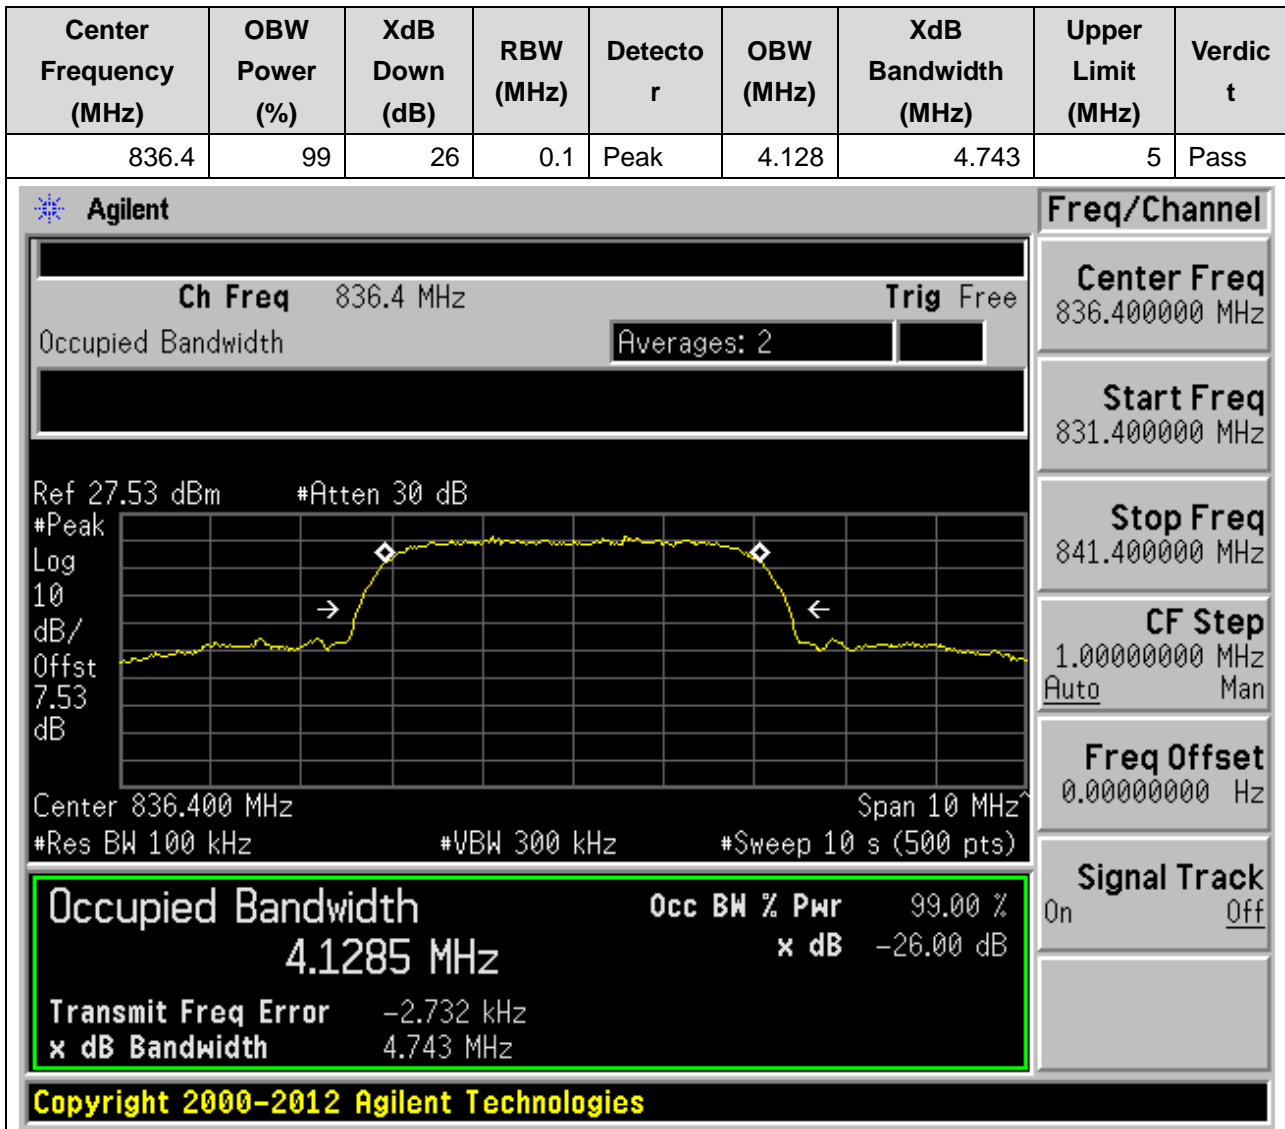 Center Frequency (MHz) OBW Power (%) XdB Down (dB) RBW (MHz) Detecto r OBW (MHz) XdB Bandwidth (MHz) Upper Limit (MHz) Verdic t
836.4 99 26 0.1 Peak 4.128 4.743 5 Pass
Agilent
Freq/Channel
Ch Freq 836.4 MHz Trig Free
Occupied Bandwidth Averages: 2
Center Freq
836.400000 MHz
Start Freq
831.400000 MHz
Stop Freq
841.400000 MHz
CF Step
1.00000000 MHz
Auto Man
Freq Offset
0.00000000 Hz
Signal Track
On Off
Ref 27.53 dBm #Atten 30 dB
#Peak
Log
10
dB/
Offst
7.53
dB
Center 836.400 MHz Span 10 MHz^
#Res BW 100 kHz #VBW 300 kHz #Sweep 10 s (500 pts)
Occupied Bandwidth Occ BW % Pwr 99.00 %
4.1285 MHz x dB -26.00 dB
Transmit Freq Error -2.732 kHz
x dB Bandwidth 4.743 MHz
Copyright 2000-2012 Agilent Technologies